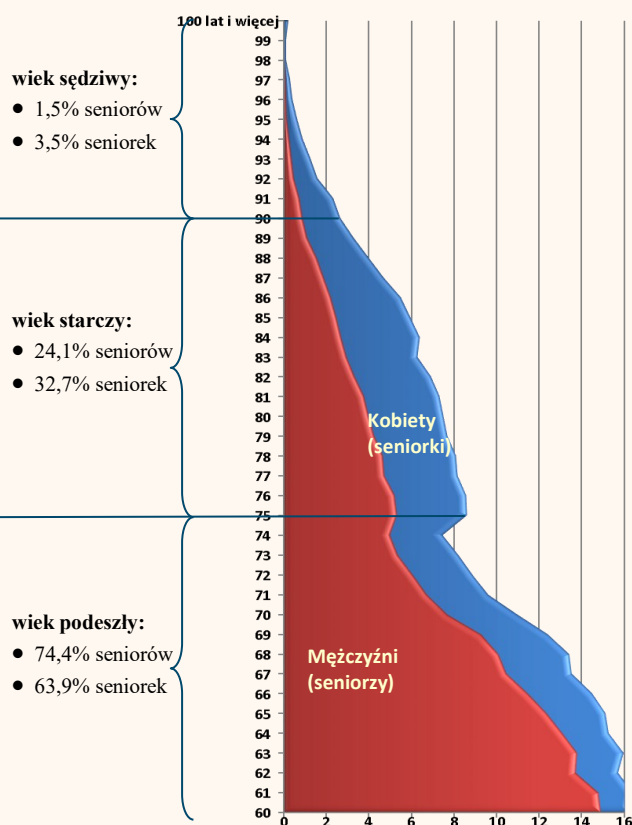 wiek sędziwy:
● 1,5% seniorów
● 3,5% seniorek
wiek starczy:
● 24,1% seniorów
● 32,7% seniorek
wiek podeszły:
● 74,4% seniorów
● 63,9% seniorek
100 lat i więcej
99
98
97
96
95
94
93
92
91
90
89
88
87
86
85
84
83
82
81
80
79
78
77
76
75
74
73
72
71
70
69
68
67
66
65
64
63
62
61
60
Kobiety
(seniorki)
Mężczyźni
(seniorzy)
0 2 4 6 8 10 12 14 16